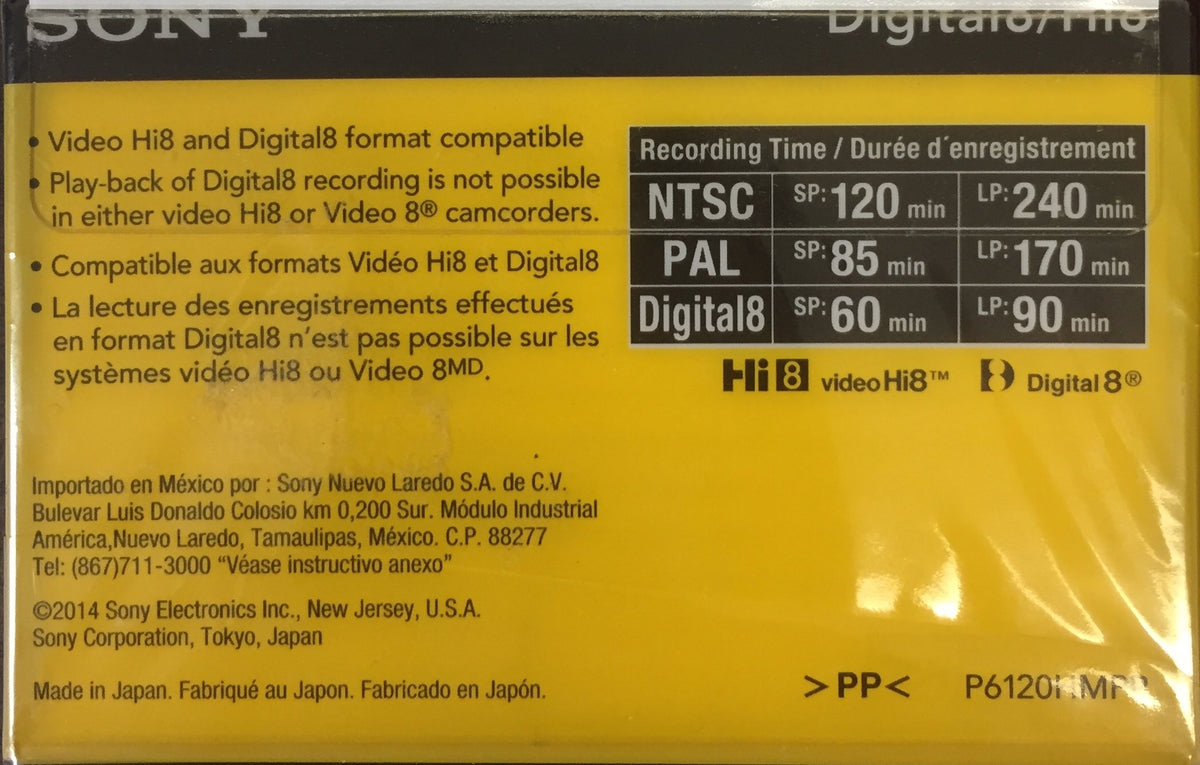 SONY
Digital8/Hi8
• Video Hi8 and Digital8 format compatible
• Play-back of Digital8 recording is not possible
in either video Hi8 or Video 8® camcorders.
• Compatible aux formats Vidéo Hi8 et Digital8
• La lecture des enregistrements effectués
en format Digital8 n’est pas possible sur les
systèmes vidéo Hi8 ou Video 8MD.
Recording Time / Durée d´enregistrement
NTSC SP: 120 min LP: 240 min
PAL SP: 85 min LP: 170 min
Digital8 SP: 60 min LP: 90 min
Hi8 video Hi8™ 8 Digital 8®
Importado en México por : Sony Nuevo Laredo S.A. de C.V.
Bulevar Luis Donaldo Colosio km 0,200 Sur. Módulo Industrial
América,Nuevo Laredo, Tamaulipas, México. C.P. 88277
Tel: (867)711-3000 “Véase instructivo anexo”
©2014 Sony Electronics Inc., New Jersey, U.S.A.
Sony Corporation, Tokyo, Japan
Made in Japan. Fabriqué au Japon. Fabricado en Japón.
>PP<